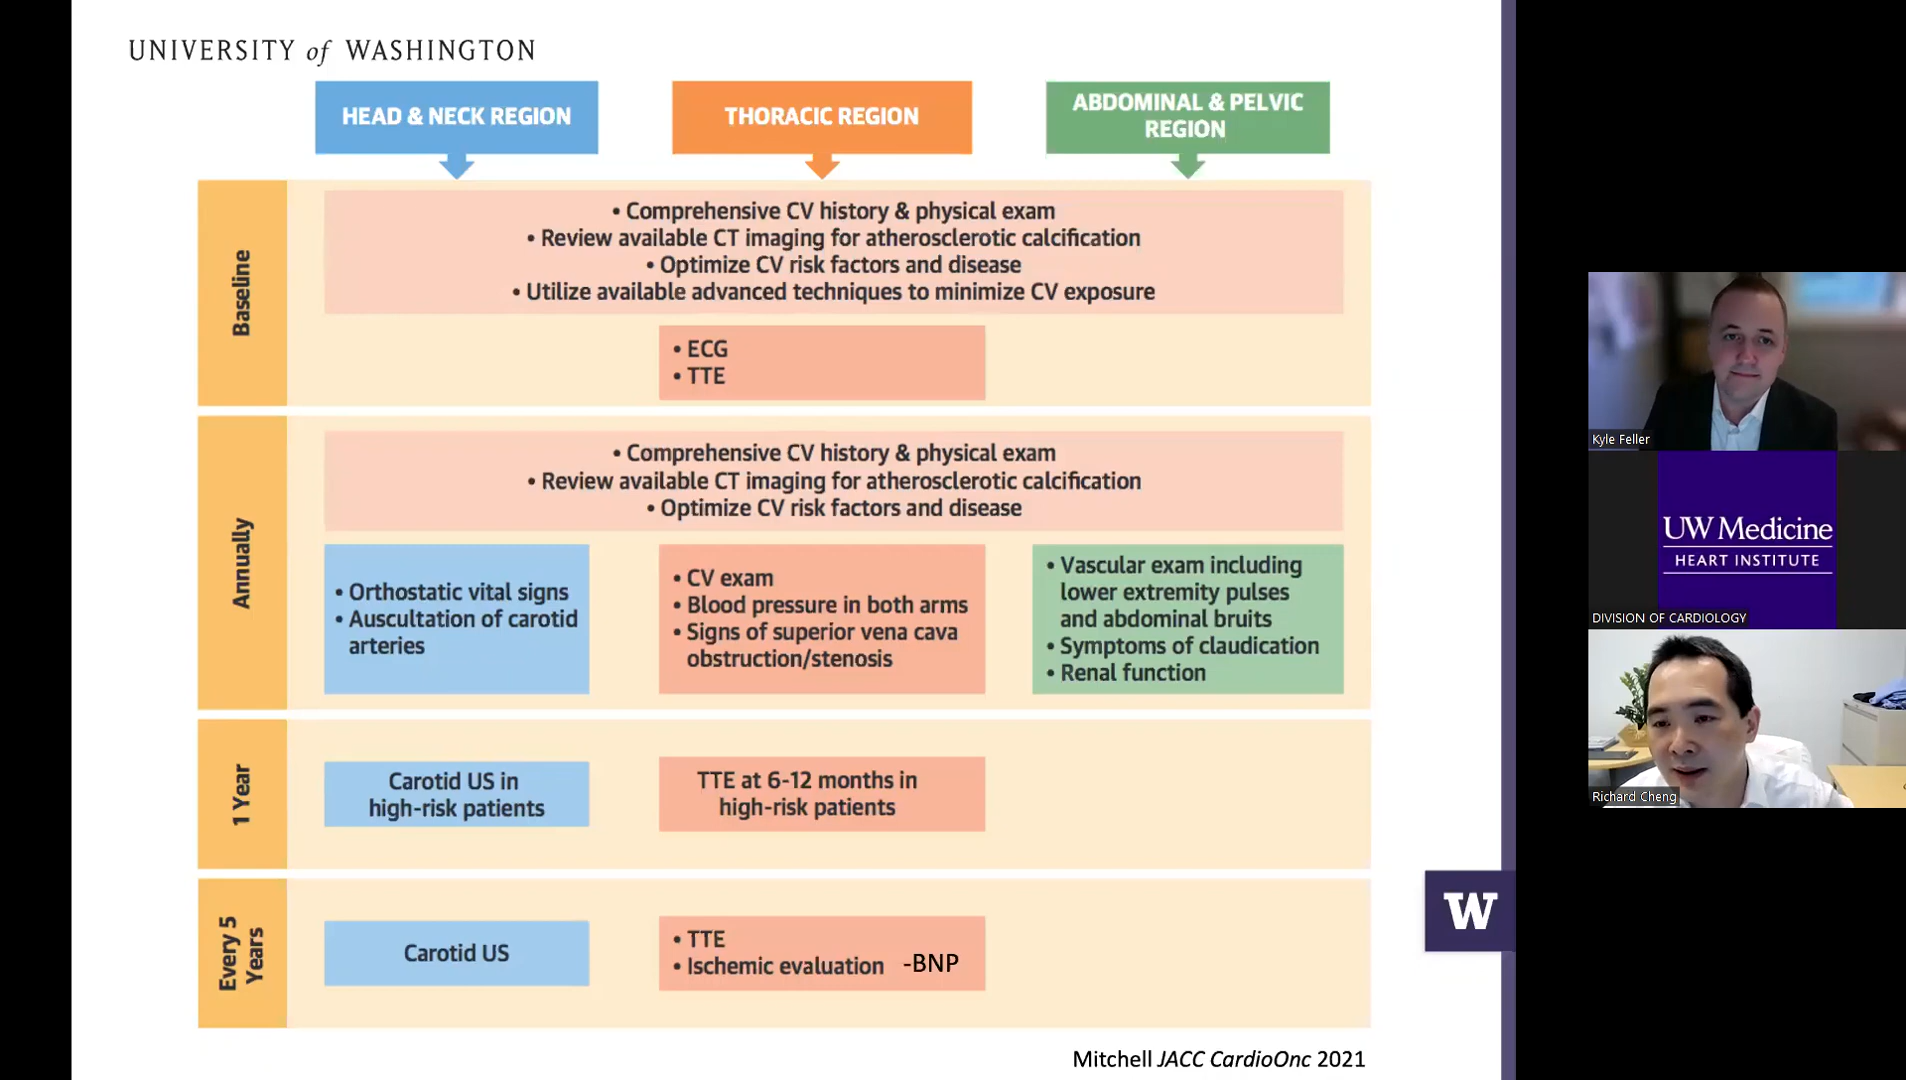 UNIVERSITY of WASHINGTON
HEAD & NECK REGION
THORACIC REGION
ABDOMINAL & PELVIC
REGION
Baseline
• Comprehensive CV history & physical exam
• Review available CT imaging for atherosclerotic calcification
• Optimize CV risk factors and disease
• Utilize available advanced techniques to minimize CV exposure
• ECG
• TTE
Annually
• Comprehensive CV history & physical exam
• Review available CT imaging for atherosclerotic calcification
• Optimize CV risk factors and disease
• Orthostatic vital signs
• Auscultation of carotid
arteries
• CV exam
• Blood pressure in both arms
• Signs of superior vena cava
obstruction/stenosis
• Vascular exam including
lower extremity pulses
and abdominal bruits
• Symptoms of claudication
• Renal function
1 Year
Carotid US in
high-risk patients
TTE at 6-12 months in
high-risk patients
Every 5
Years
Carotid US
• TTE
• Ischemic evaluation -BNP
W
Mitchell JACC CardioOnc 2021
Kyle Feller
UW Medicine
HEART INSTITUTE
DIVISION OF CARDIOLOGY
Richard Cheng